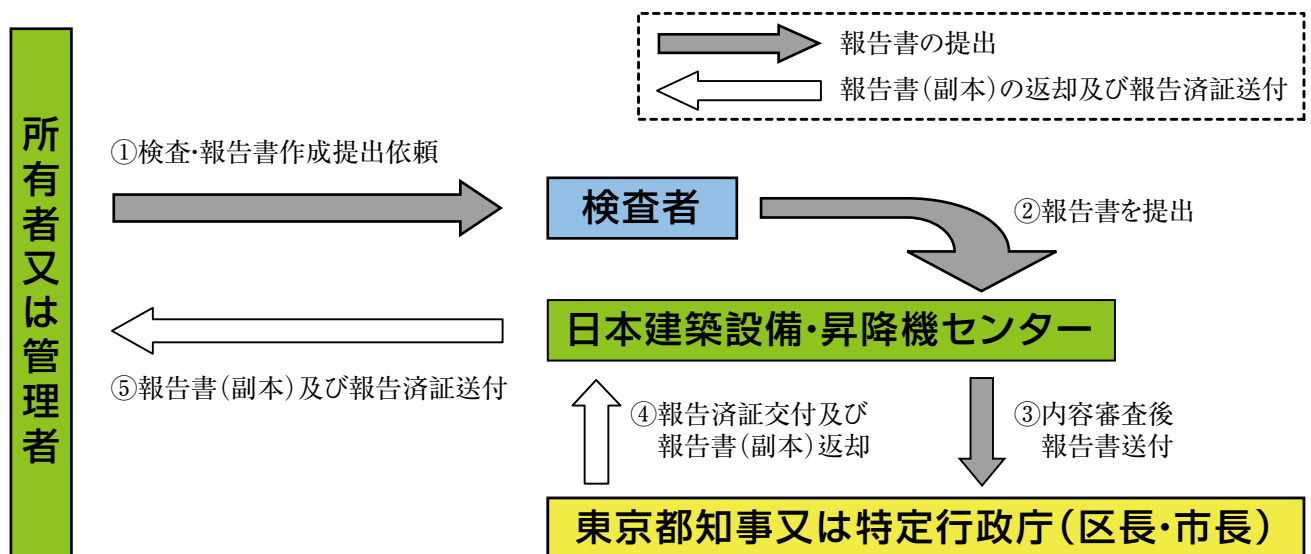 報告書の提出
報告書(副本)の返却及び報告済証送付
所有者又は管理者
①検査・報告書作成提出依頼
検査者
②報告書を提出
日本建築設備・昇降機センター
⑤報告書(副本)及び報告済証送付
④報告済証交付及び
報告書(副本)返却
③内容審査後
報告書送付
東京都知事又は特定行政庁(区長・市長)